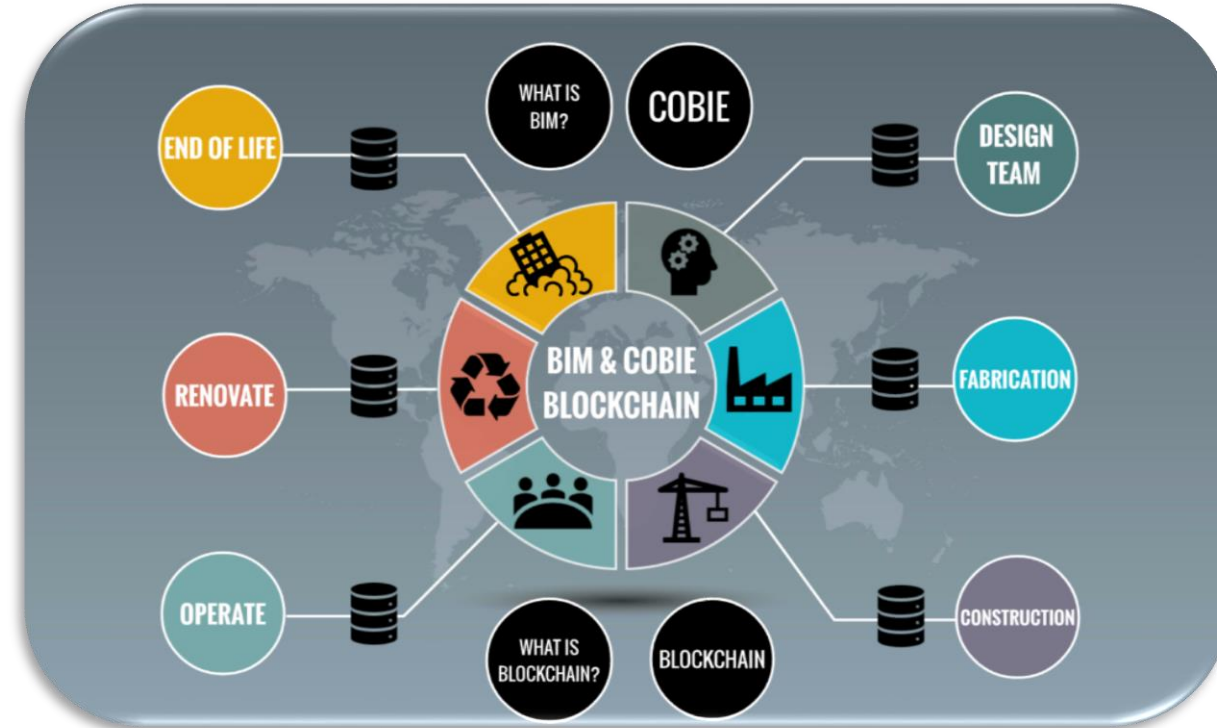 WHAT IS
BIM?
COBIE
END OF LIFE
DESIGN
TEAM
RENOVATE
BIM & COBIE
BLOCKCHAIN
FABRICATION
OPERATE
CONSTRUCTION
WHAT IS
BLOCKCHAIN?
BLOCKCHAIN